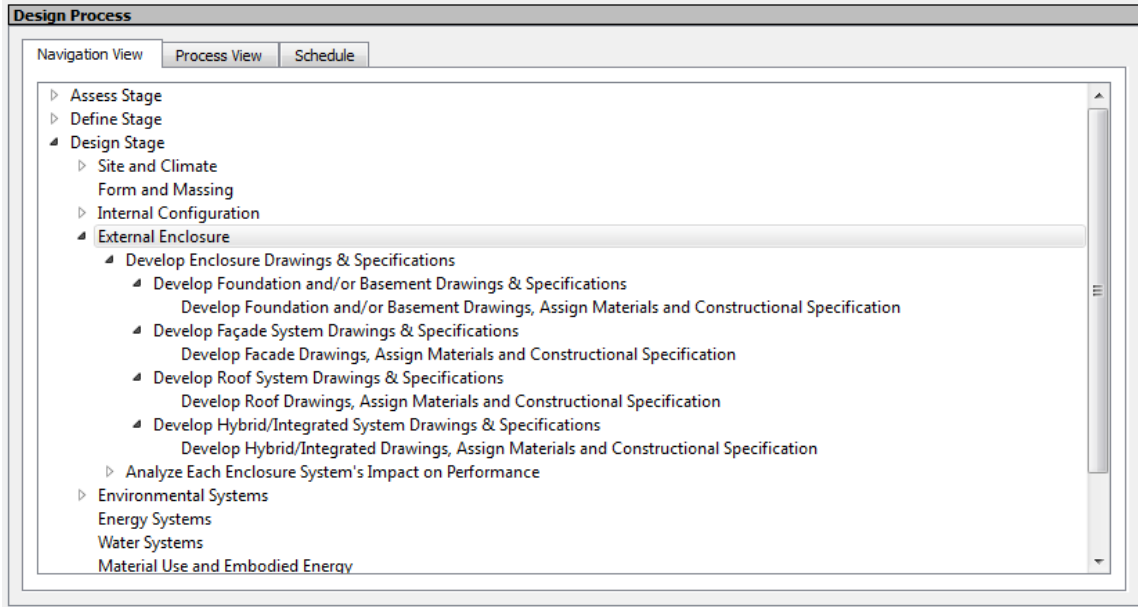 Design Process
Navigation View Process View Schedule
Assess Stage
Define Stage
Design Stage
Site and Climate
Form and Massing
Internal Configuration
External Enclosure
Develop Enclosure Drawings & Specifications
Develop Foundation and/or Basement Drawings & Specifications
Develop Foundation and/or Basement Drawings, Assign Materials and Constructional Specification
Develop Façade System Drawings & Specifications
Develop Facade Drawings, Assign Materials and Constructional Specification
Develop Roof System Drawings & Specifications
Develop Roof Drawings, Assign Materials and Constructional Specification
Develop Hybrid/Integrated System Drawings & Specifications
Develop Hybrid/Integrated Drawings, Assign Materials and Constructional Specification
Analyze Each Enclosure System's Impact on Performance
Environmental Systems
Energy Systems
Water Systems
Material Use and Embodied Energy